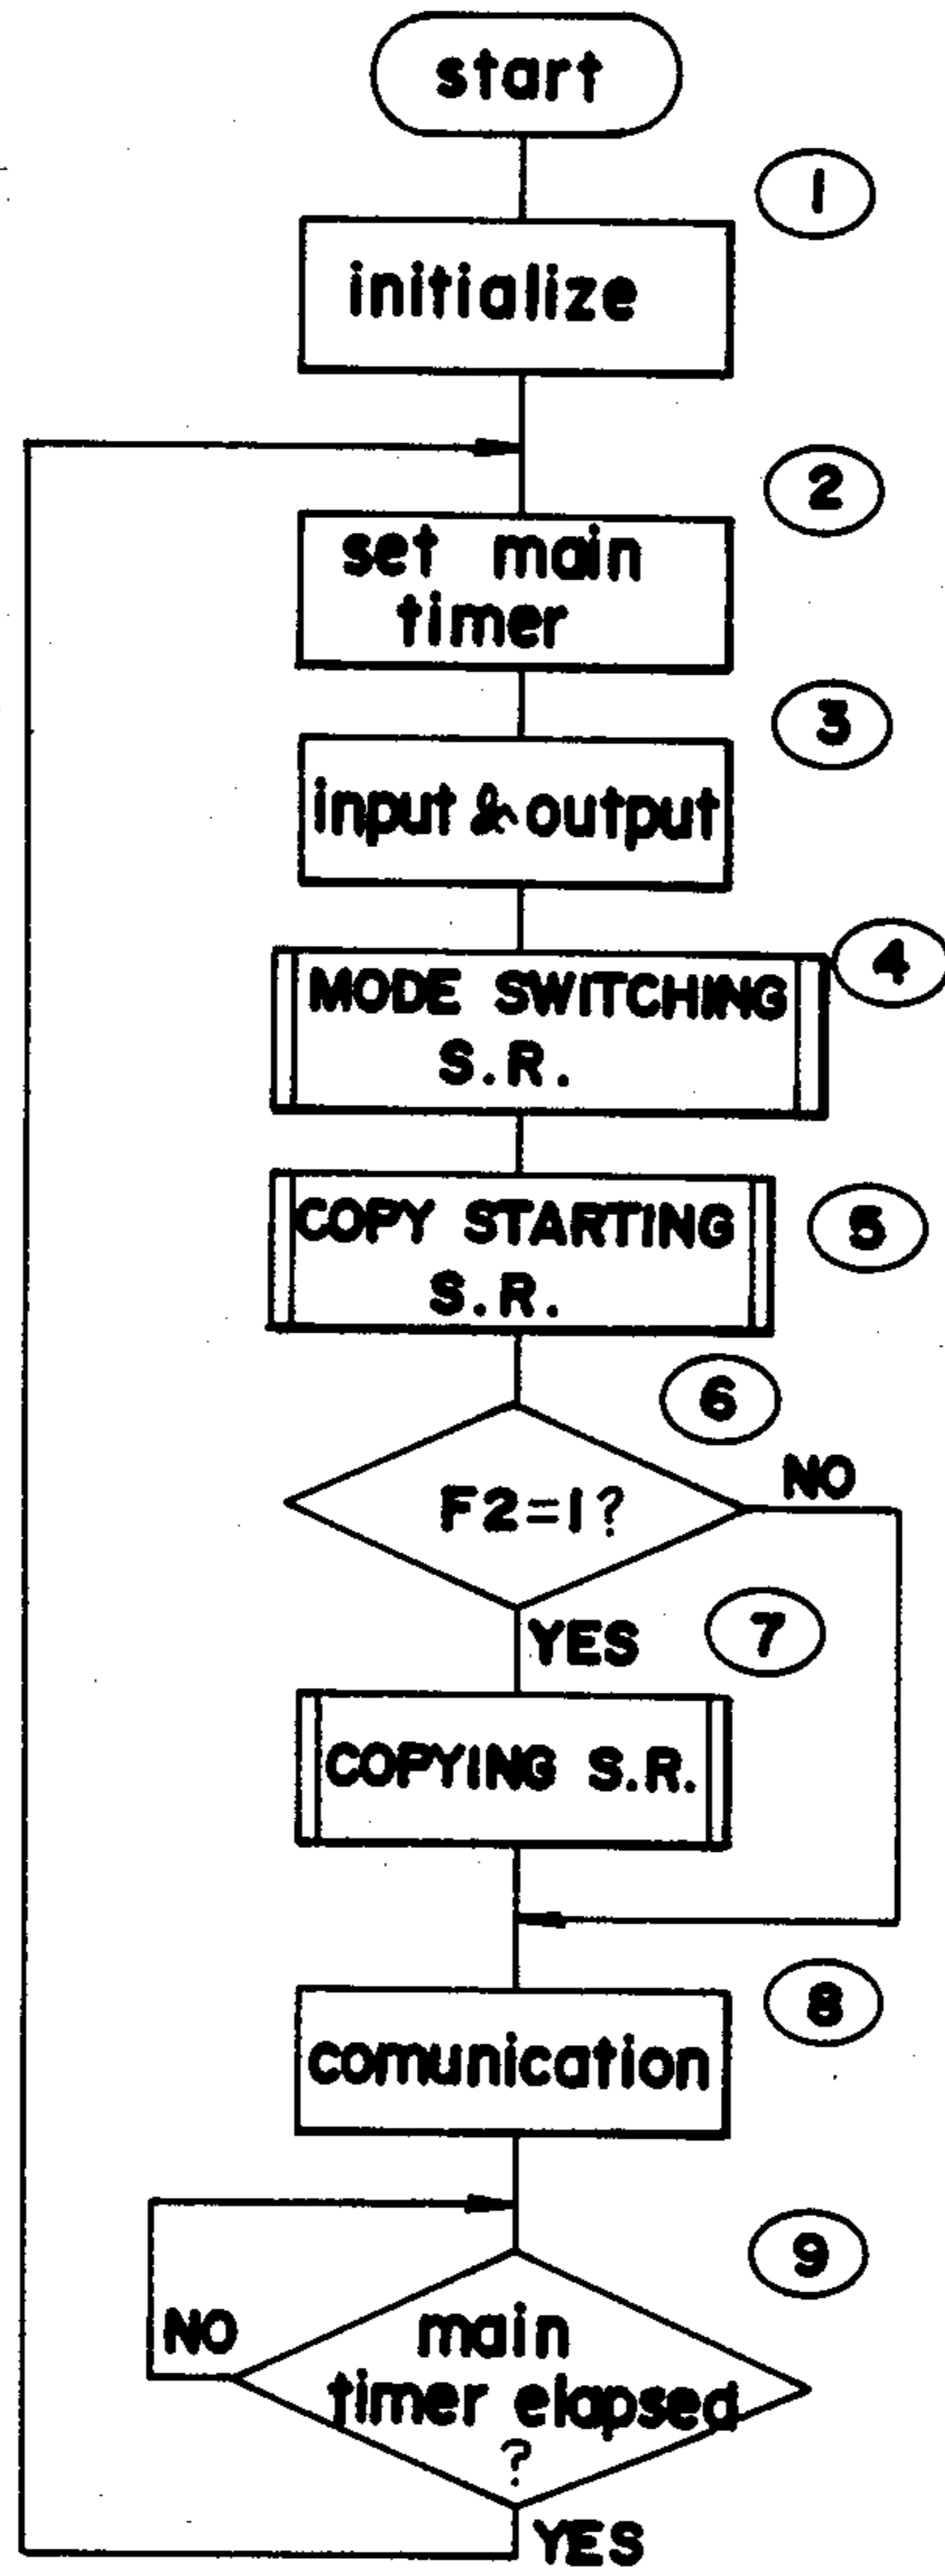 start
1
initialize
2
set main
timer
3
input & output
4
MODE SWITCHING
S.R.
5
COPY STARTING
S.R.
6
F2=1?
NO
YES
7
COPYING S.R.
8
comunication
9
NO
main
timer elapsed
?
YES